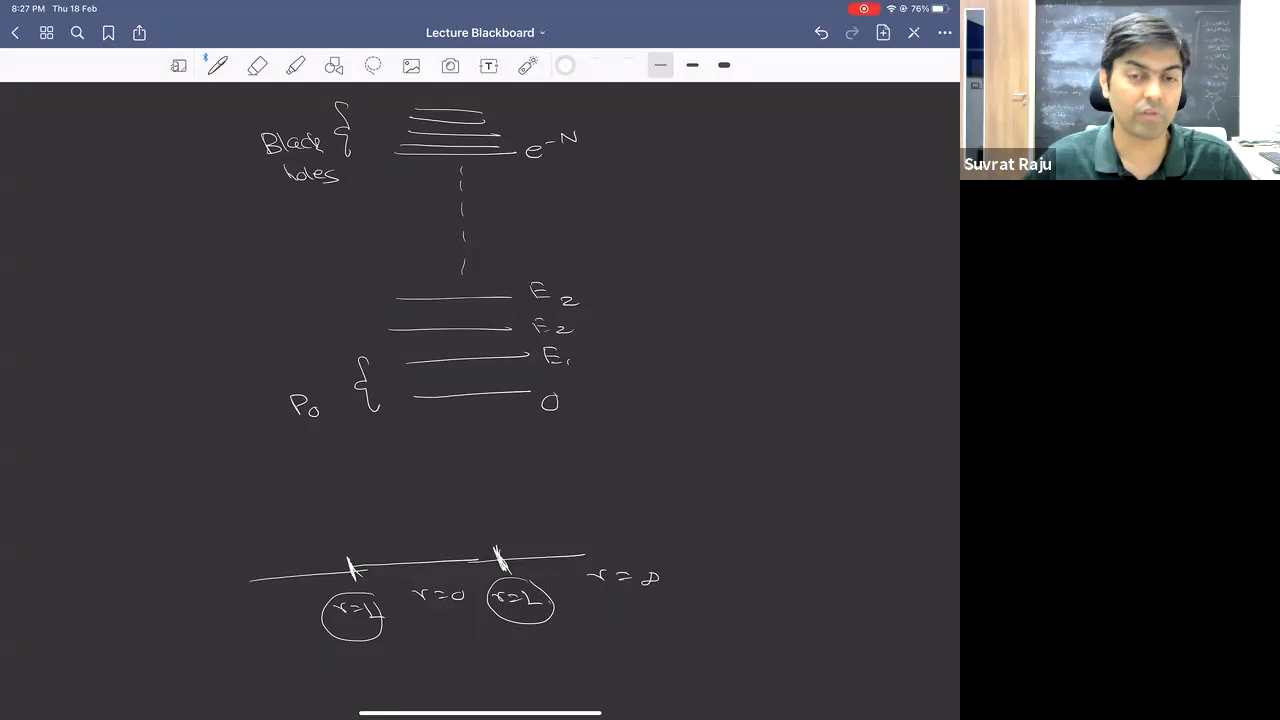 8:27 PM Thu 18 Feb
76%
Lecture Blackboard
T
Suvrat Raju
Black
holes
e^-N
E2
E2
E1
0
P0
r=∞
r=0
r=L
r=L